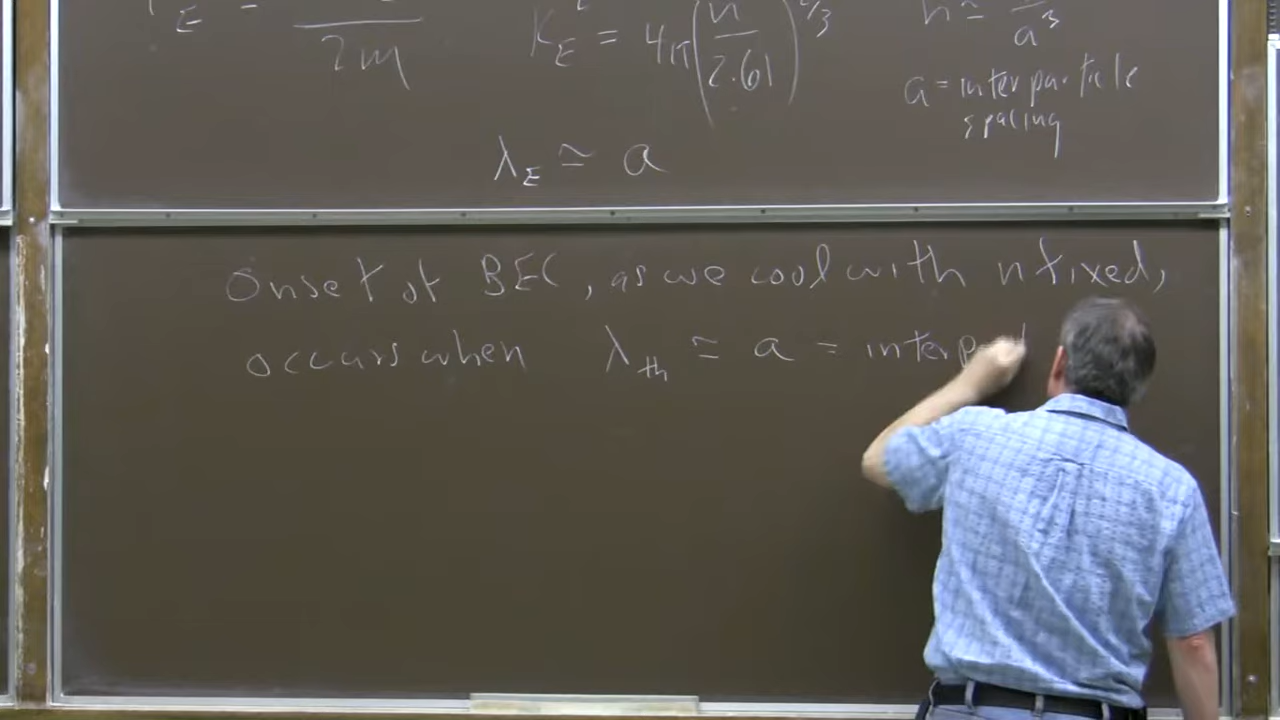 E = 
2m
K_E² = 4π(n/2.61)^2/3
n ≃ 1/a³
a = interparticle
spacing
λ_E ≃ a
Onset of BEC, as we cool with n fixed,
occurs when λ_th ≃ a = interp